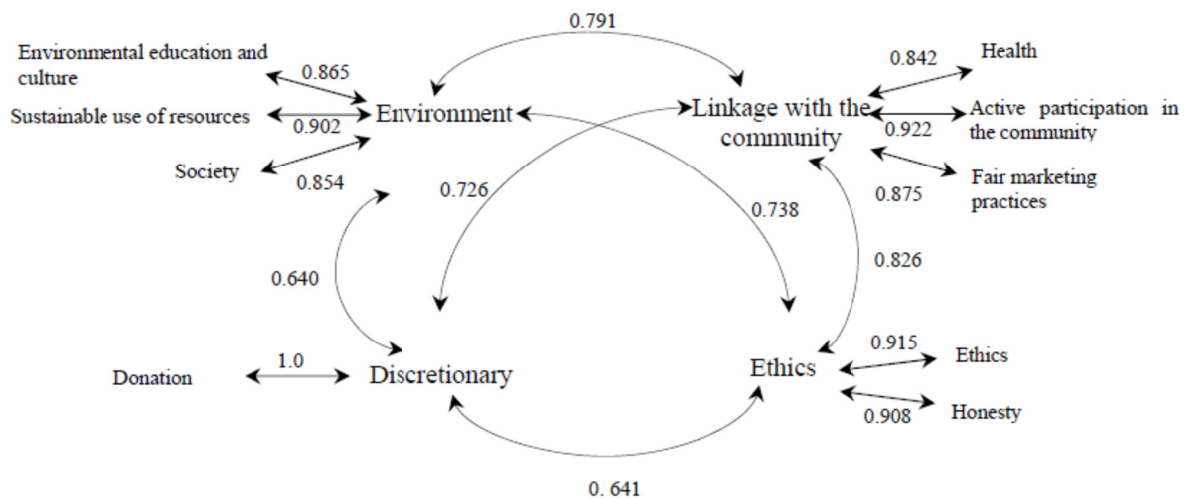 0.791
Environmental education and
culture
0.865
0.842
Health
Sustainable use of resources
0.902
Environment
Linkage with the
community
0.922
Active participation in
the community
Society
0.854
0.726
0.738
0.875
Fair marketing
practices
0.640
0.826
Donation
1.0
Discretionary
Ethics
0.915
Ethics
0.908
Honesty
0. 641